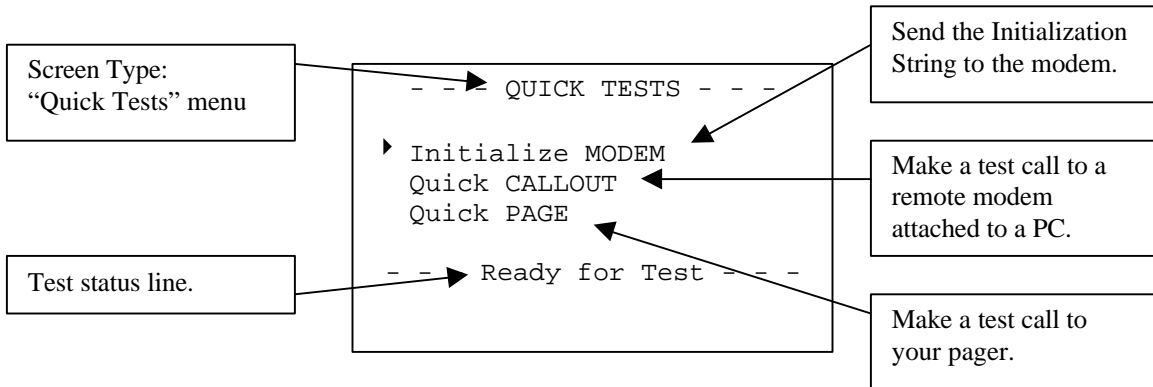 Screen Type:
“Quick Tests” menu
Test status line.
- - - QUICK TESTS - - -
Initialize MODEM
Quick CALLOUT
Quick PAGE
- - - Ready for Test - - -
Send the Initialization
String to the modem.
Make a test call to a
remote modem
attached to a PC.
Make a test call to
your pager.